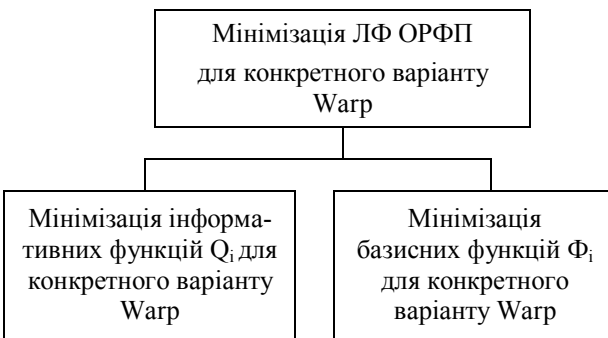 Мінімізація ЛФ ОРФП
для конкретного варіанту
Warp
Мінімізація інформа-
тивних функцій Qi для
конкретного варіанту
Warp
Мінімізація
базисних функцій Фi
для конкретного
варіанту Warp